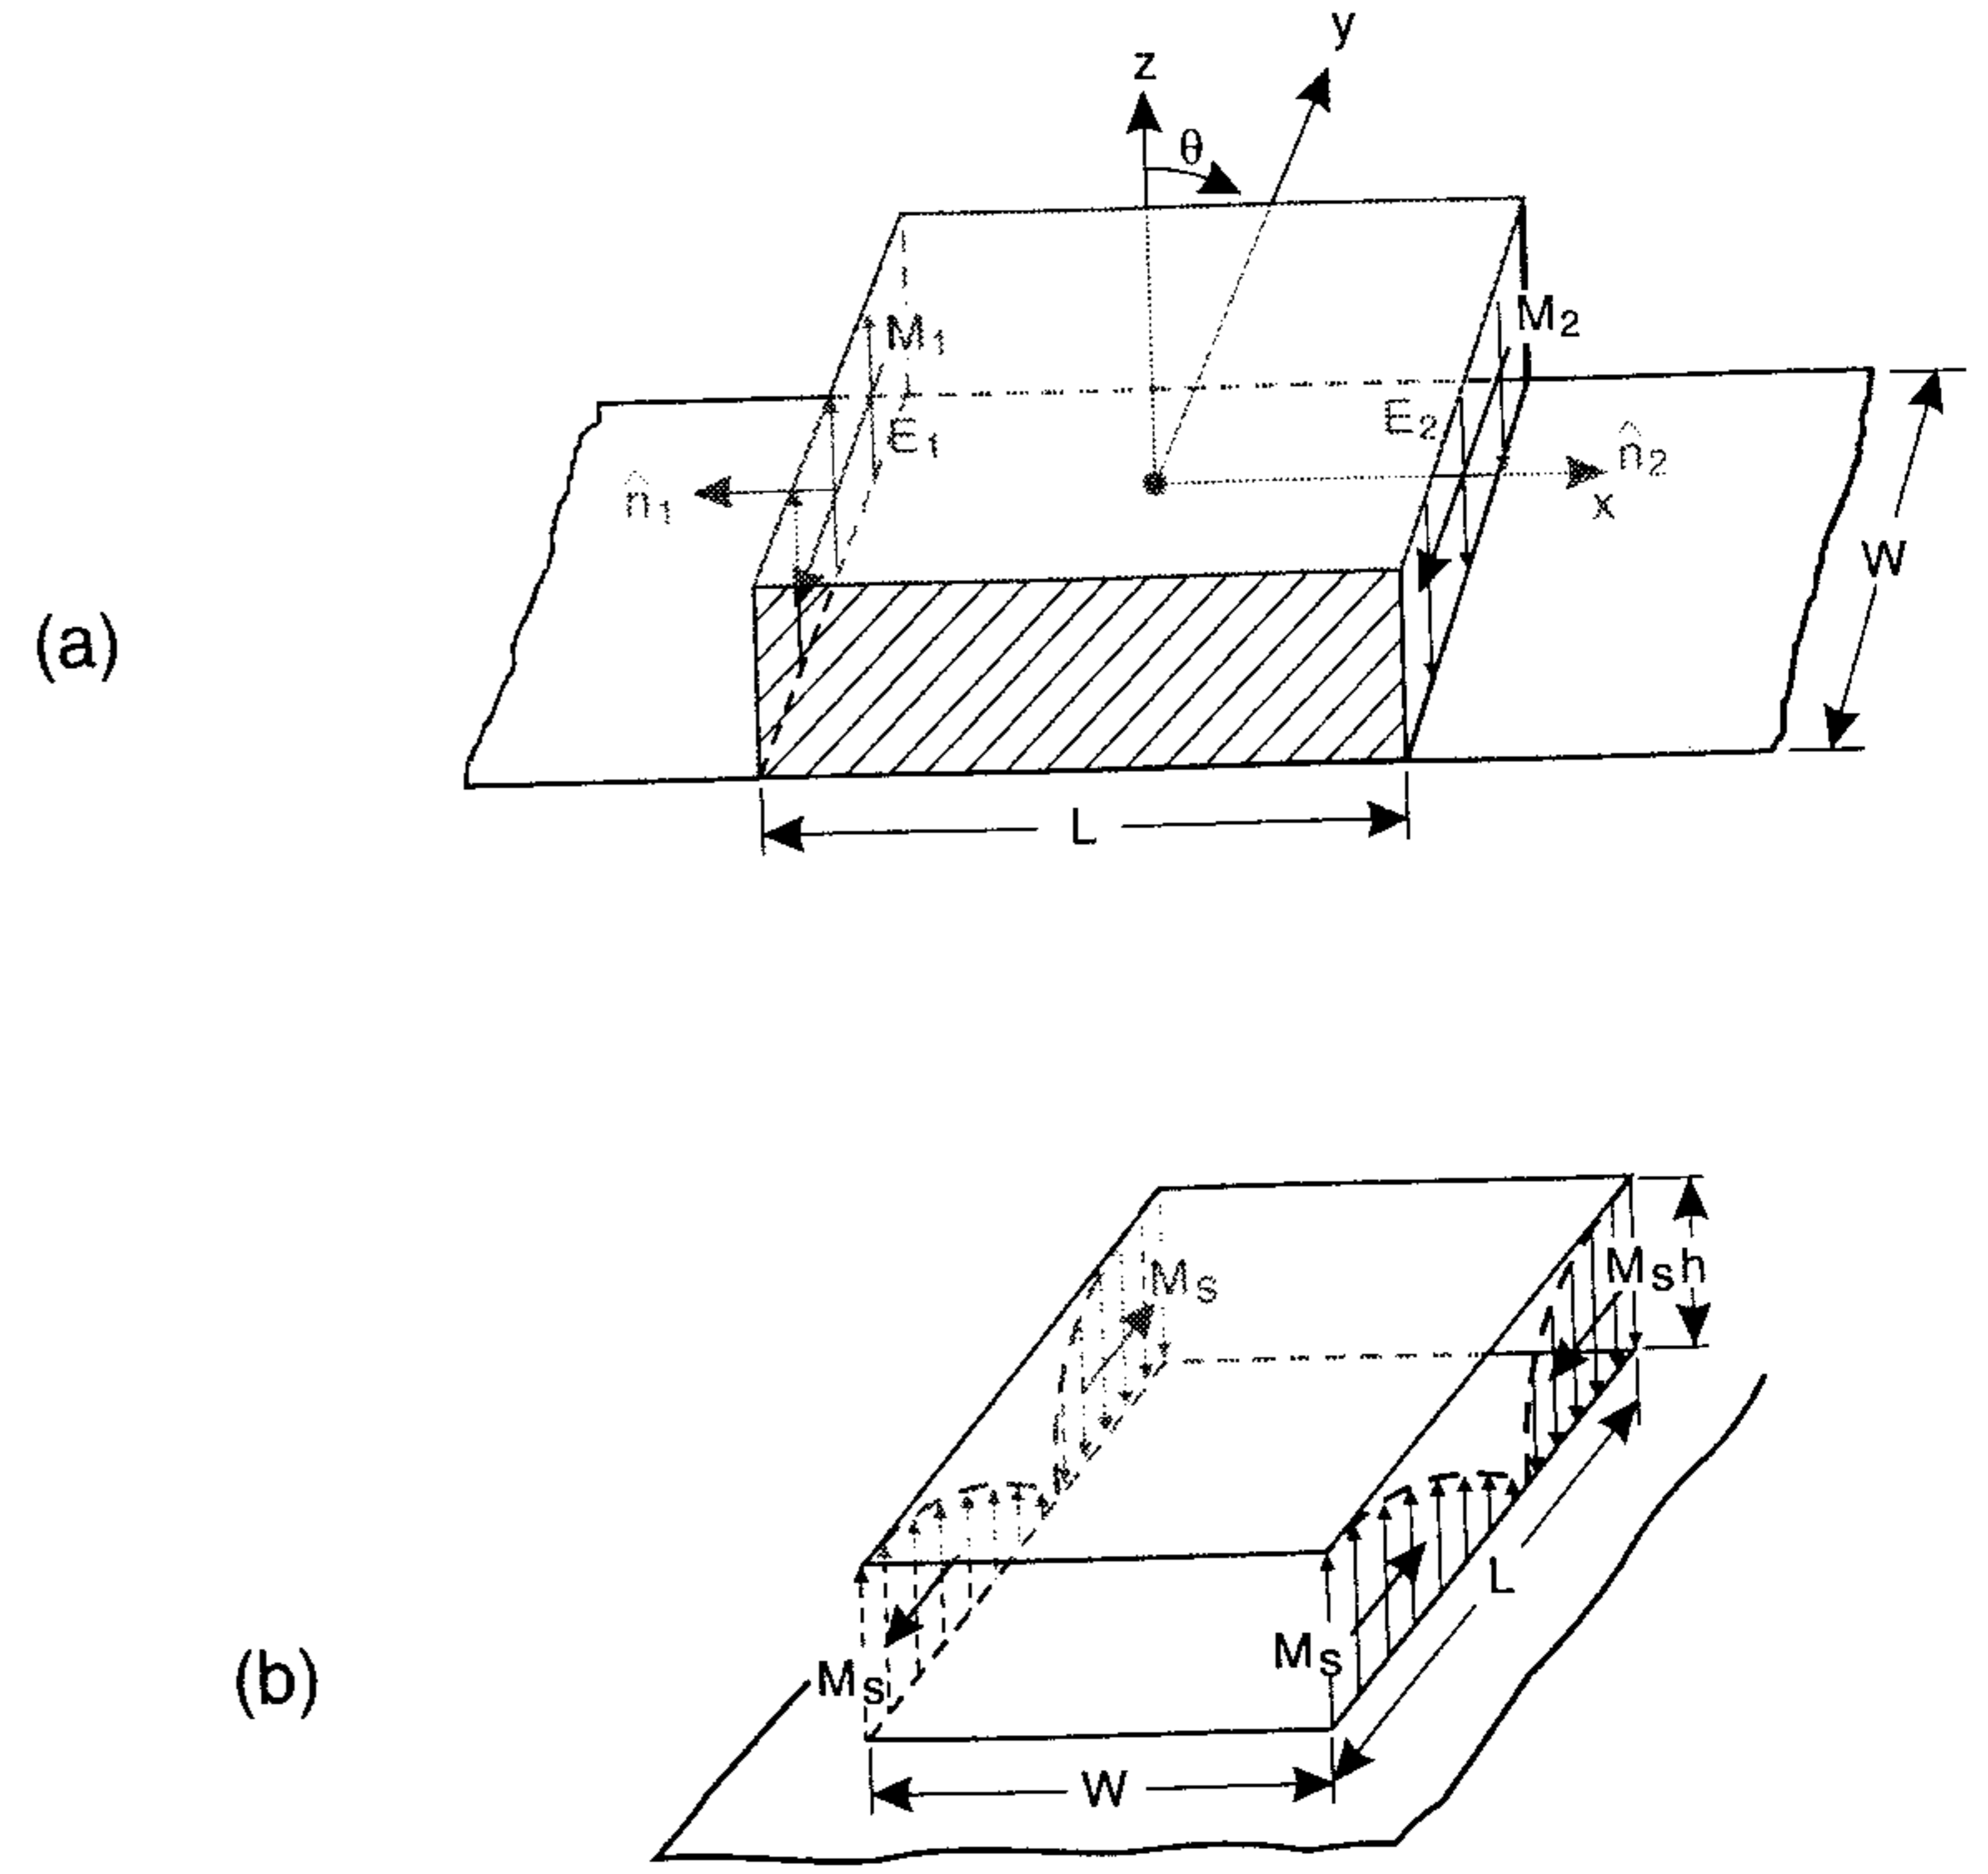 y
z
θ
M₂
M₁
E₂
E₁
n̂₂
n̂₁
x
W
(a)
L
h
Mₛ
Mₛ
L
Mₛ
Mₛ
(b)
W